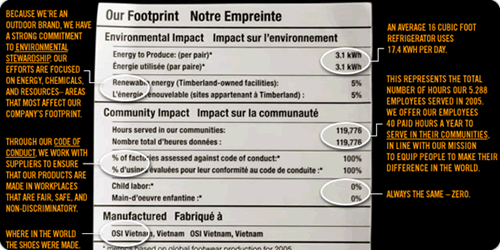 BECAUSE WE'RE AN
OUTDOOR BRAND, WE HAVE
A STRONG COMMITMENT
TO ENVIRONMENTAL
STEWARDSHIP. OUR
EFFORTS ARE FOCUSED
ON ENERGY, CHEMICALS,
AND RESOURCES– AREAS
THAT MOST AFFECT OUR
COMPANY'S FOOTPRINT.
THROUGH OUR CODE OF
CONDUCT, WE WORK WITH
SUPPLIERS TO ENSURE
THAT OUR PRODUCTS ARE
MADE IN WORKPLACES
THAT ARE FAIR, SAFE, AND
NON-DISCRIMINATORY.
WHERE IN THE WORLD
THE SHOES WERE MADE.
Our Footprint Notre Empreinte
Environmental Impact Impact sur l'environnement
Energy to Produce: (per pair)* 3.1 kWh
Énergie utilisée (par paire)* 3.1 kWh
Renewable energy (Timberland-owned facilities): 5%
L'énergie renouvelable (sites appartenant à Timberland) : 5%
Community Impact Impact sur la communauté
Hours served in our communities: 119,776
Nombre total d'heures données : 119,776
% of factories assessed against code of conduct:* 100%
% d'usines évaluées pour leur conformité au code de conduite :* 100%
Child labor:* 0%
Main-d'oeuvre enfantine :* 0%
Manufactured Fabriqué à
OSI Vietnam, Vietnam OSI Vietnam, Vietnam
* metrics based on global footwear production for 2005
AN AVERAGE 16 CUBIC FOOT
REFRIGERATOR USES
17.4 KWH PER DAY.
THIS REPRESENTS THE TOTAL
NUMBER OF HOURS OUR 5,288
EMPLOYEES SERVED IN 2005.
WE OFFER OUR EMPLOYEES
40 PAID HOURS A YEAR TO
SERVE IN THEIR COMMUNITIES,
IN LINE WITH OUR MISSION
TO EQUIP PEOPLE TO MAKE THEIR
DIFFERENCE IN THE WORLD.
ALWAYS THE SAME – ZERO.